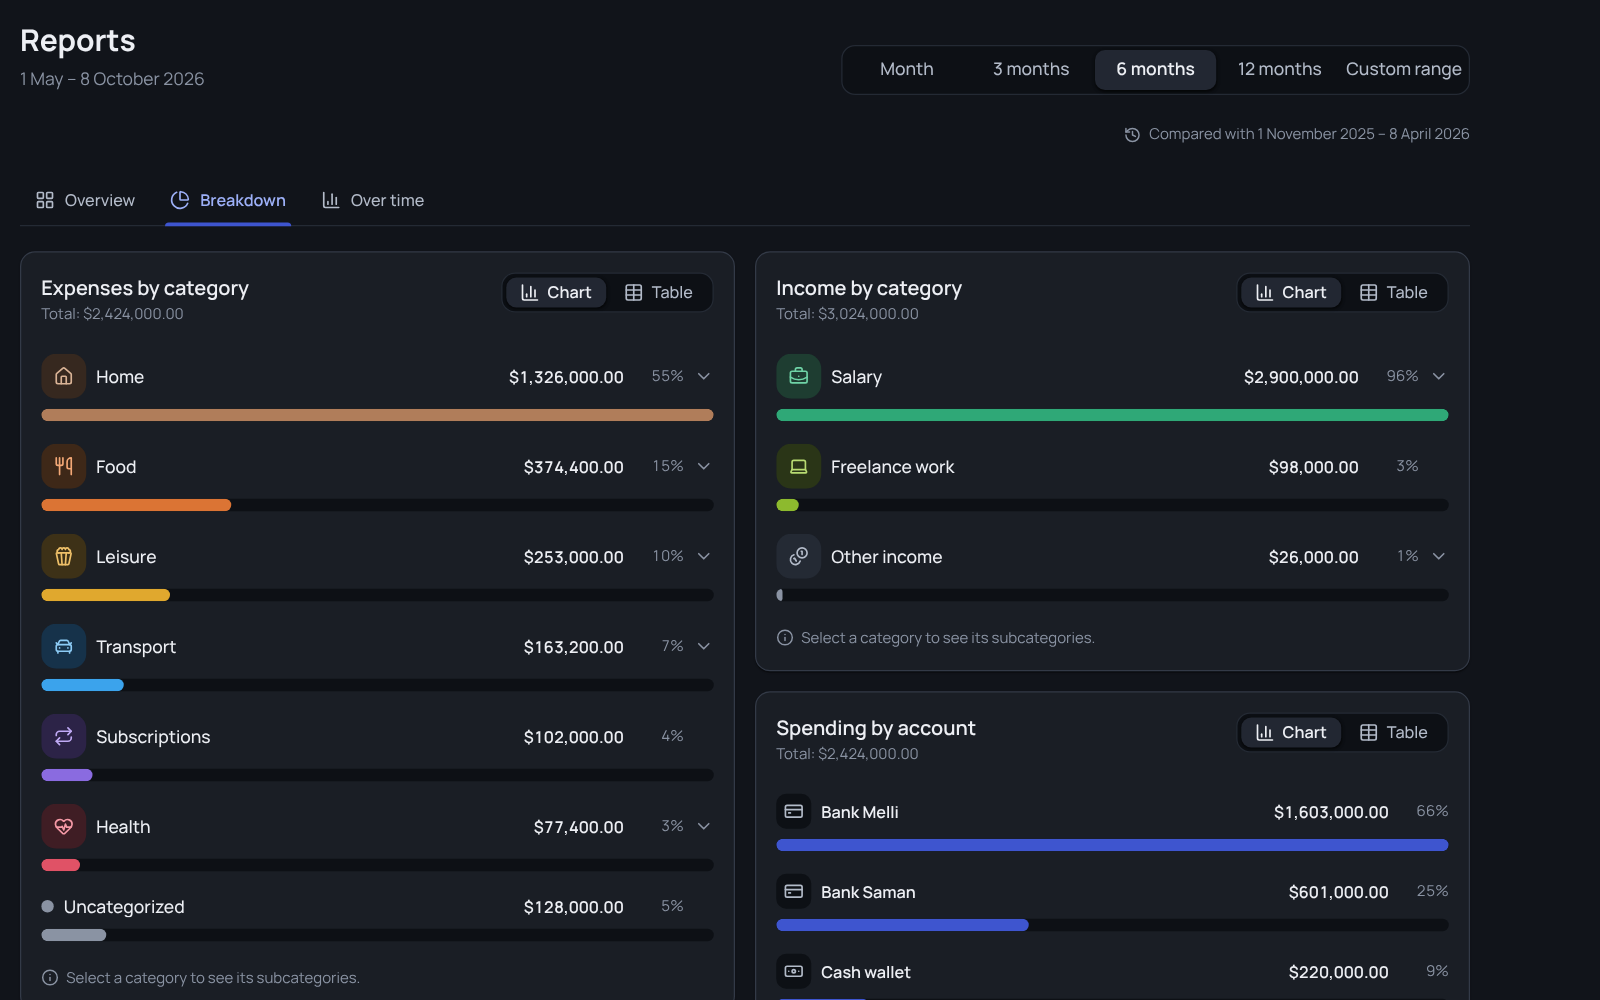 Reports
1 May – 8 October 2026
Month
3 months
6 months
12 months
Custom range
Compared with 1 November 2025 – 8 April 2026
Overview
Breakdown
Over time
Expenses by category
Total: $2,424,000.00
Chart
Table
Home $1,326,000.00 55%
Food $374,400.00 15%
Leisure $253,000.00 10%
Transport $163,200.00 7%
Subscriptions $102,000.00 4%
Health $77,400.00 3%
Uncategorized $128,000.00 5%
Select a category to see its subcategories.
Income by category
Total: $3,024,000.00
Chart
Table
Salary $2,900,000.00 96%
Freelance work $98,000.00 3%
Other income $26,000.00 1%
Select a category to see its subcategories.
Spending by account
Total: $2,424,000.00
Chart
Table
Bank Melli $1,603,000.00 66%
Bank Saman $601,000.00 25%
Cash wallet $220,000.00 9%